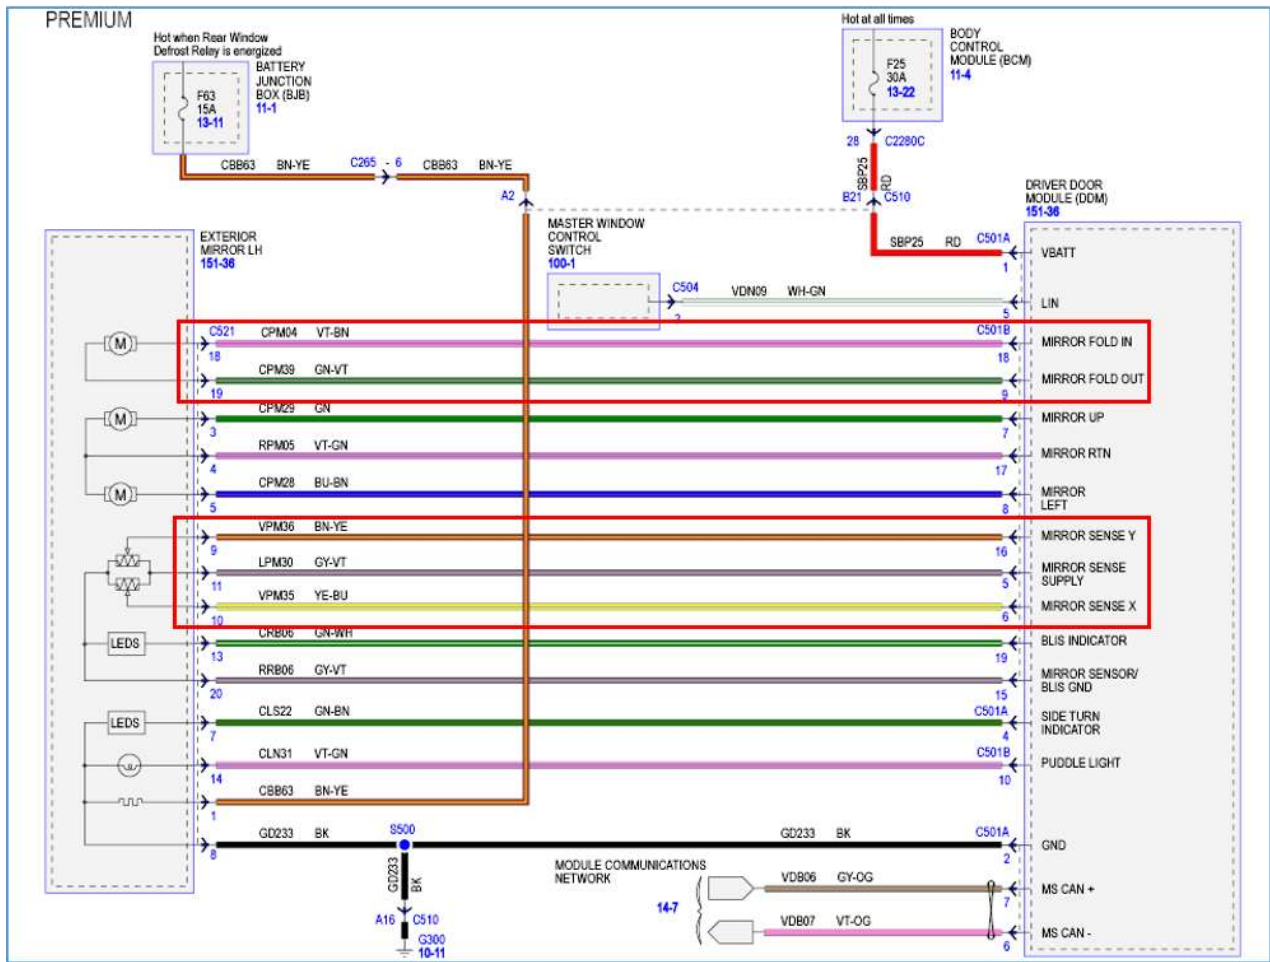 PREMIUM
Hot when Rear Window
Defrost Relay is energized
BATTERY
JUNCTION
BOX (BJB)
11-1
F63
15A
13-11
Hot at all times
BODY
CONTROL
MODULE (BCM)
11-4
F25
30A
13-22
28 C2280C
SBP25 RD
B21 C510
CBB63 BN-YE C265 - 6 CBB63 BN-YE
A2
DRIVER DOOR
MODULE (DDM)
151-36
EXTERIOR
MIRROR LH
151-36
MASTER WINDOW
CONTROL
SWITCH
100-1
SBP25 RD C501A
1 VBATT
C504 VDN09 WH-GN
5 LIN
C521 CPM04 VT-BN C501B
M 18 18 MIRROR FOLD IN
CPM39 GN-VT
19 9 MIRROR FOLD OUT
CPM29 GN
M 3 7 MIRROR UP
RPM05 VT-GN
4 17 MIRROR RTN
CPM28 BU-BN
M 5 8 MIRROR
LEFT
VPM36 BN-YE
9 16 MIRROR SENSE Y
LPM30 GY-VT
11 5 MIRROR SENSE
SUPPLY
VPM35 YE-BU
10 6 MIRROR SENSE X
CRB06 GN-WH
LEDS 13 19 BLIS INDICATOR
RRB06 GY-VT
20 15 MIRROR SENSOR/
BLIS GND
CLS22 GN-BN C501A
LEDS 7 4 SIDE TURN
INDICATOR
CLN31 VT-GN C501B
14 10 PUDDLE LIGHT
CBB63 BN-YE
1
GD233 BK S500 GD233 BK C501A
8 2 GND
GD233 BK
A16 C510
G300
10-11
MODULE COMMUNICATIONS
NETWORK
14-7
VDB06 GY-OG
7 MS CAN +
VDB07 VT-OG
6 MS CAN -